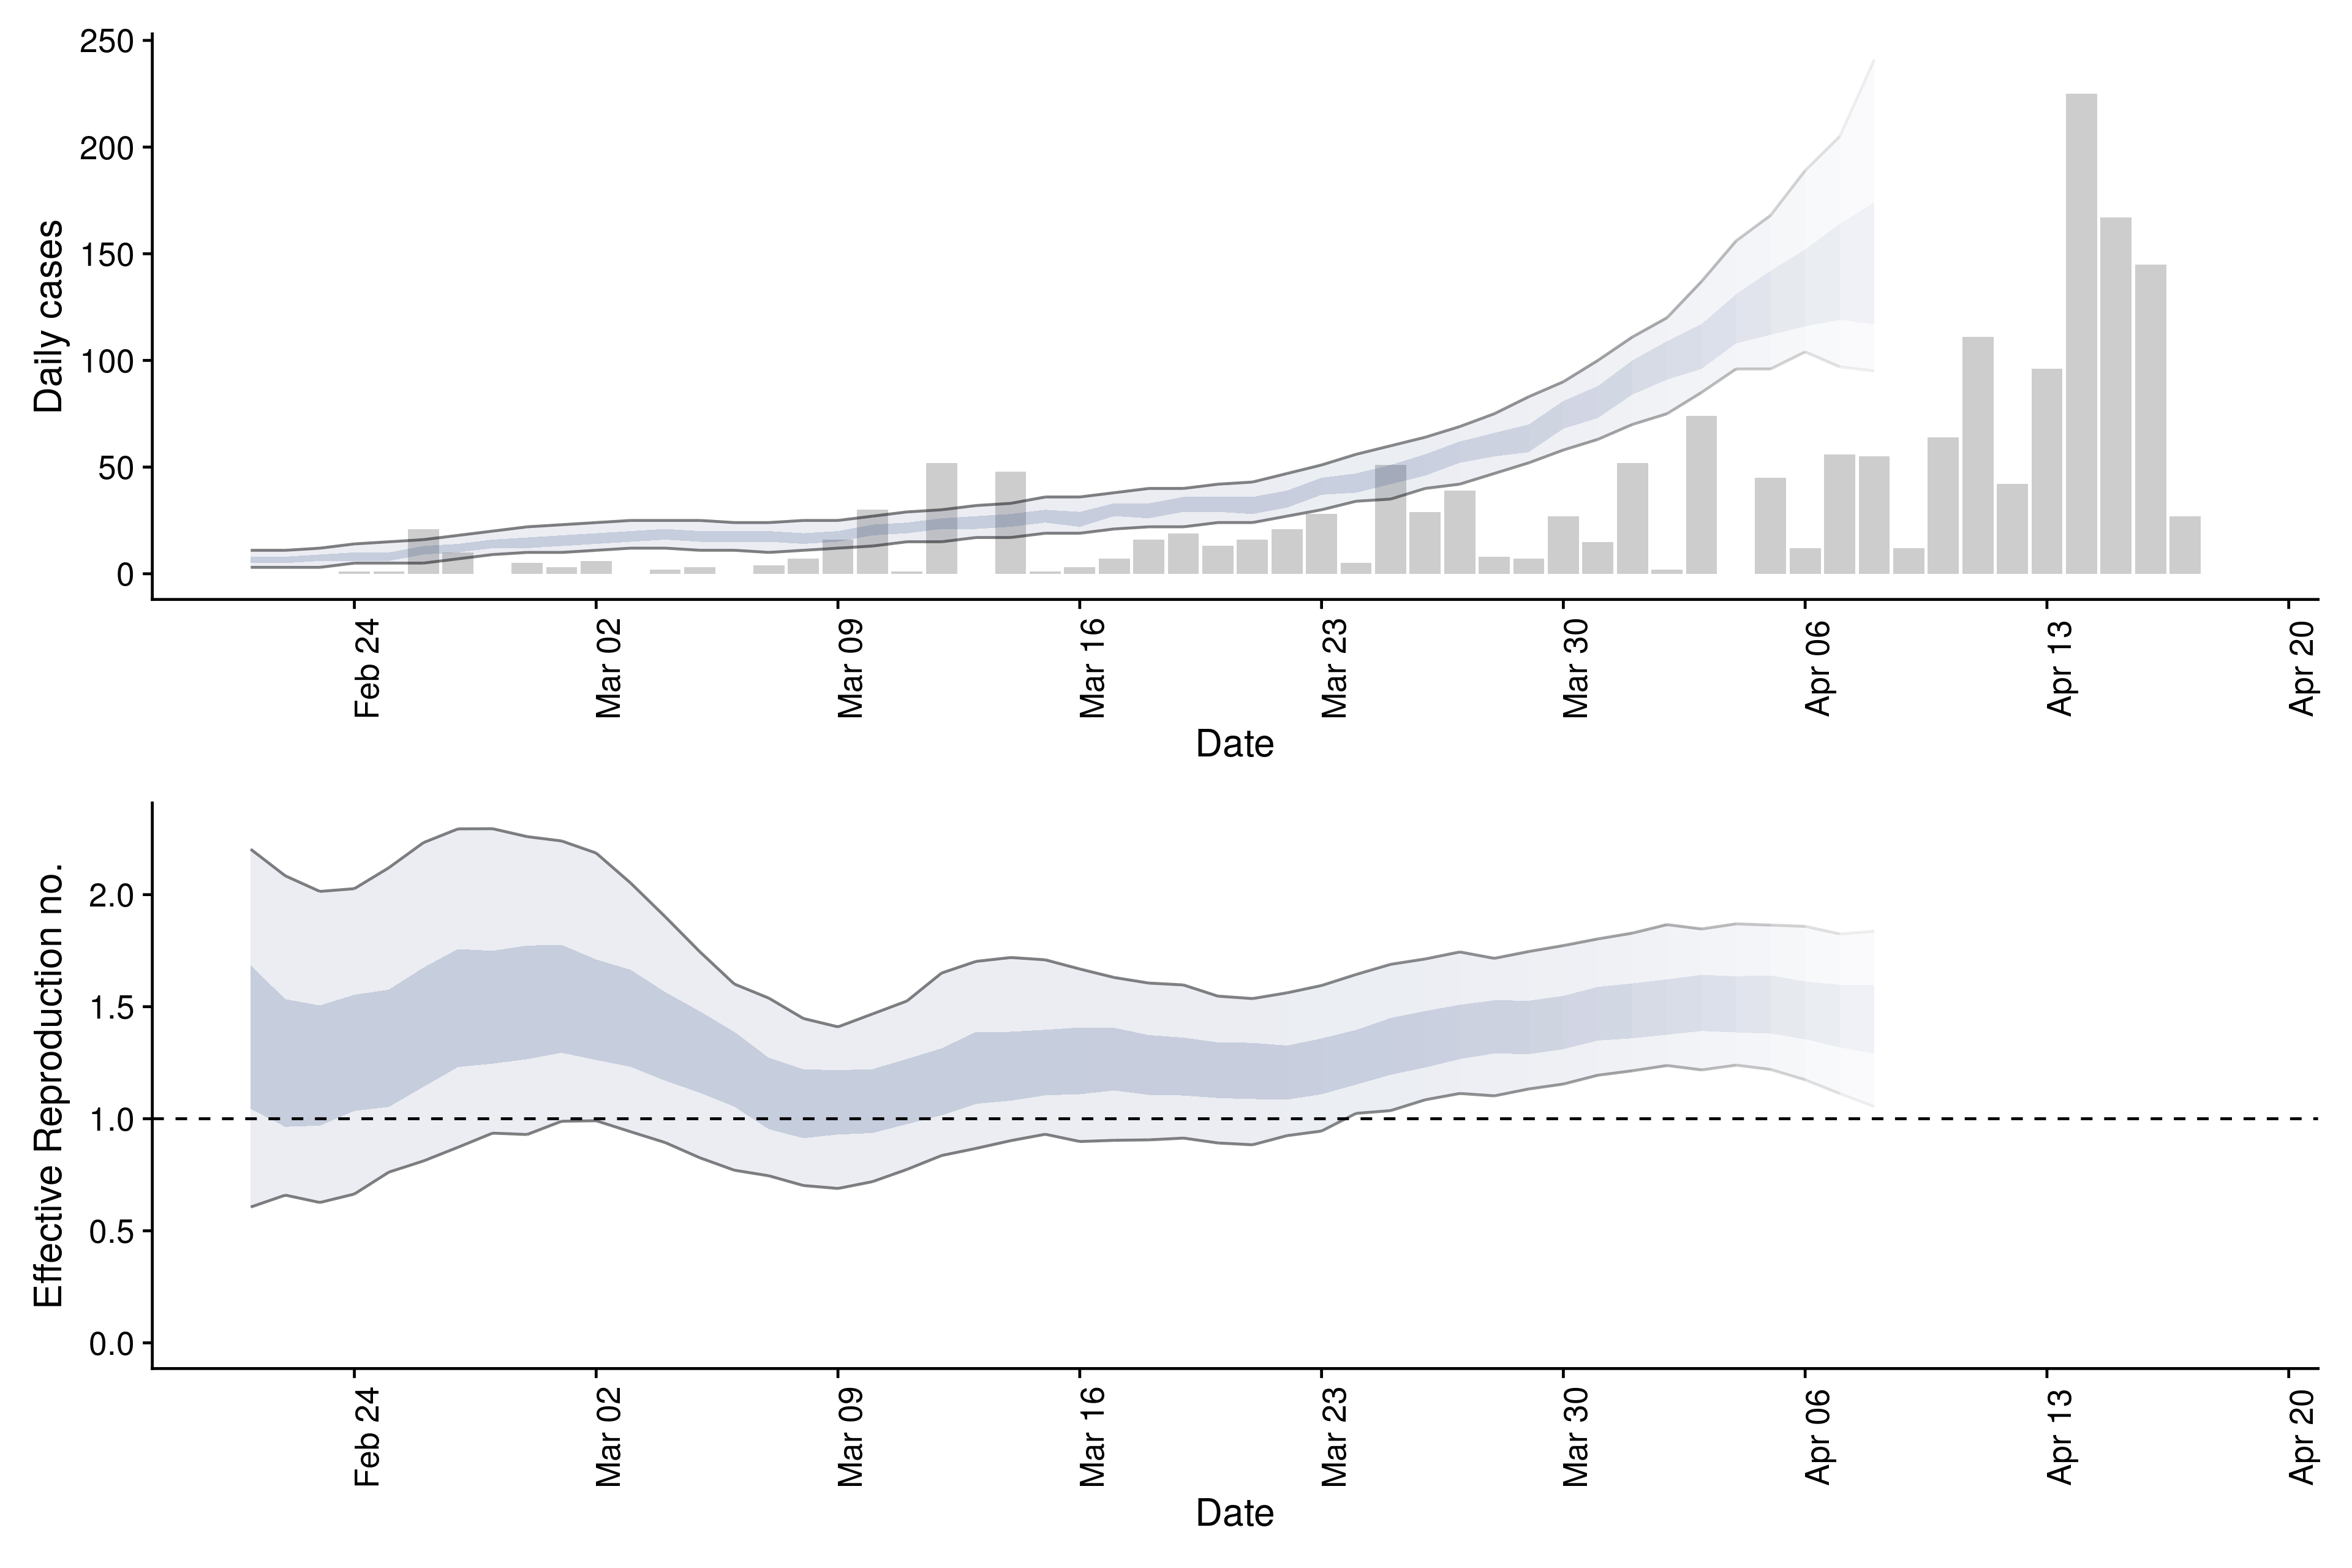 250
200
150
100
50
0
Daily cases
Feb 24
Mar 02
Mar 09
Mar 16
Mar 23
Mar 30
Apr 06
Apr 13
Apr 20
Date
2.0
1.5
1.0
0.5
0.0
Effective Reproduction no.
Feb 24
Mar 02
Mar 09
Mar 16
Mar 23
Mar 30
Apr 06
Apr 13
Apr 20
Date